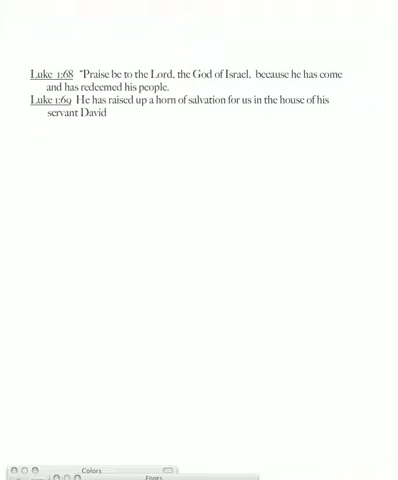 Luke 1:68 “Praise be to the Lord, the God of Israel, because he has come
and has redeemed his people.
Luke 1:69 He has raised up a horn of salvation for us in the house of his
servant David
Colors
Fonts